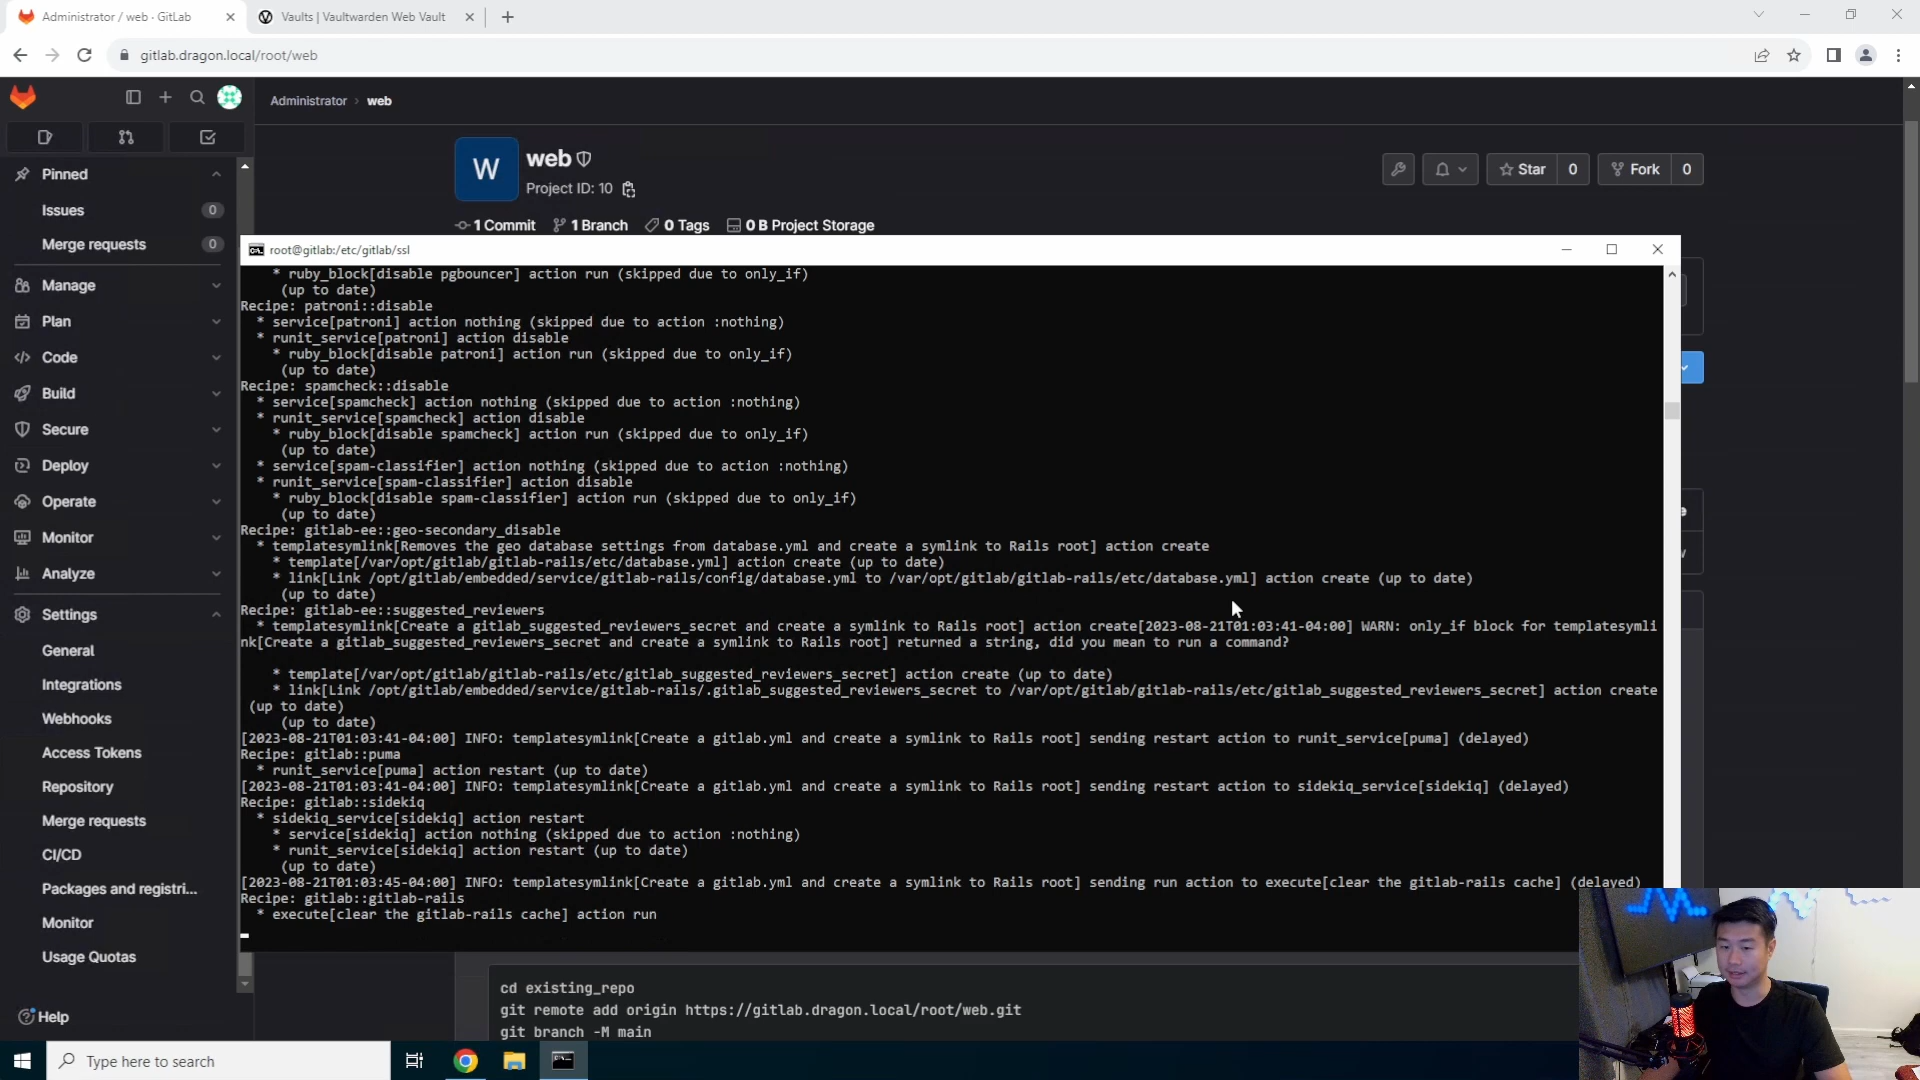 Administrator / web · GitLab
Vaults | Vaultwarden Web Vault
gitlab.dragon.local/root/web
Administrator › web
Pinned
Issues 0
Merge requests 0
Manage
Plan
Code
Build
Secure
Deploy
Operate
Monitor
Analyze
Settings
General
Integrations
Webhooks
Access Tokens
Repository
Merge requests
CI/CD
Packages and registri...
Monitor
Usage Quotas
Help
W
web
Project ID: 10
Star 0
Fork 0
1 Commit 1 Branch 0 Tags 0 B Project Storage
root@gitlab:/etc/gitlab/ssl
* ruby_block[disable pgbouncer] action run (skipped due to only_if)
(up to date)
Recipe: patroni::disable
* service[patroni] action nothing (skipped due to action :nothing)
* runit_service[patroni] action disable
* ruby_block[disable patroni] action run (skipped due to only_if)
(up to date)
Recipe: spamcheck::disable
* service[spamcheck] action nothing (skipped due to action :nothing)
* runit_service[spamcheck] action disable
* ruby_block[disable spamcheck] action run (skipped due to only_if)
(up to date)
* service[spam-classifier] action nothing (skipped due to action :nothing)
* runit_service[spam-classifier] action disable
* ruby_block[disable spam-classifier] action run (skipped due to only_if)
(up to date)
Recipe: gitlab-ee::geo-secondary_disable
* templatesymlink[Removes the geo database settings from database.yml and create a symlink to Rails root] action create
* template[/var/opt/gitlab/gitlab-rails/etc/database.yml] action create (up to date)
* link[Link /opt/gitlab/embedded/service/gitlab-rails/config/database.yml to /var/opt/gitlab/gitlab-rails/etc/database.yml] action create (up to date)
(up to date)
Recipe: gitlab-ee::suggested_reviewers
* templatesymlink[Create a gitlab_suggested_reviewers_secret and create a symlink to Rails root] action create[2023-08-21T01:03:41-04:00] WARN: only_if block for templatesymli
nk[Create a gitlab_suggested_reviewers_secret and create a symlink to Rails root] returned a string, did you mean to run a command?
* template[/var/opt/gitlab/gitlab-rails/etc/gitlab_suggested_reviewers_secret] action create (up to date)
* link[Link /opt/gitlab/embedded/service/gitlab-rails/.gitlab_suggested_reviewers_secret to /var/opt/gitlab/gitlab-rails/etc/gitlab_suggested_reviewers_secret] action create
(up to date)
(up to date)
[2023-08-21T01:03:41-04:00] INFO: templatesymlink[Create a gitlab.yml and create a symlink to Rails root] sending restart action to runit_service[puma] (delayed)
Recipe: gitlab::puma
* runit_service[puma] action restart (up to date)
[2023-08-21T01:03:41-04:00] INFO: templatesymlink[Create a gitlab.yml and create a symlink to Rails root] sending restart action to sidekiq_service[sidekiq] (delayed)
Recipe: gitlab::sidekiq
* sidekiq_service[sidekiq] action restart
* service[sidekiq] action nothing (skipped due to action :nothing)
* runit_service[sidekiq] action restart (up to date)
(up to date)
[2023-08-21T01:03:45-04:00] INFO: templatesymlink[Create a gitlab.yml and create a symlink to Rails root] sending run action to execute[clear the gitlab-rails cache] (delayed)
Recipe: gitlab::gitlab-rails
* execute[clear the gitlab-rails cache] action run
cd existing_repo
git remote add origin https://gitlab.dragon.local/root/web.git
git branch -M main
Type here to search